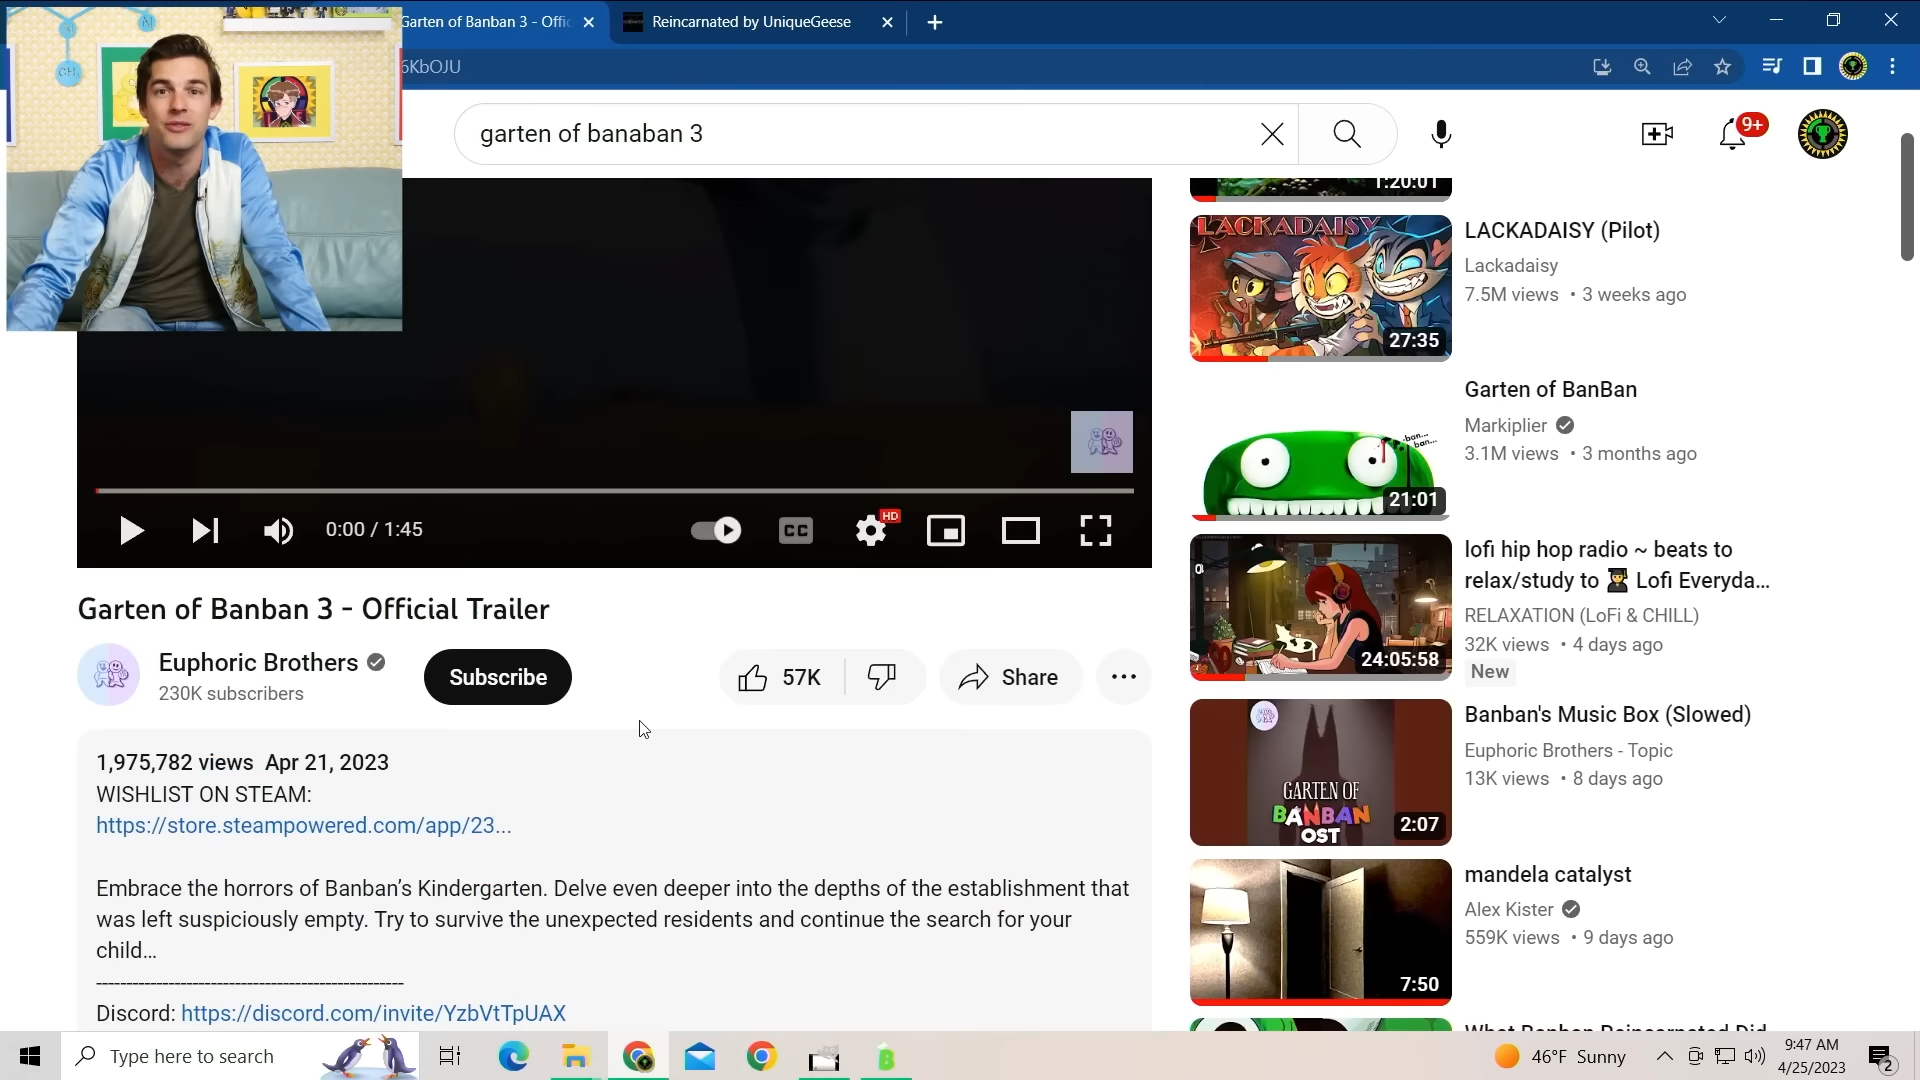 Garten of Banban 3 - Offic
Reincarnated by UniqueGeese
6KbOJU
garten of banaban 3
9+
1:20:01
LACKADAISY
27:35
LACKADAISY (Pilot)
Lackadaisy
7.5M views • 3 weeks ago
ban...
ban...
21:01
Garten of BanBan
Markiplier
3.1M views • 3 months ago
HD
CC
0:00 / 1:45
24:05:58
lofi hip hop radio ~ beats to
relax/study to Lofi Everyda...
RELAXATION (LoFi & CHILL)
32K views • 4 days ago
New
Garten of Banban 3 - Official Trailer
Euphoric Brothers
230K subscribers
Subscribe
57K
Share
GARTEN OF
BANBAN
OST
2:07
Banban's Music Box (Slowed)
Euphoric Brothers - Topic
13K views • 8 days ago
1,975,782 views Apr 21, 2023
WISHLIST ON STEAM:
https://store.steampowered.com/app/23...
Embrace the horrors of Banban’s Kindergarten. Delve even deeper into the depths of the establishment that
was left suspiciously empty. Try to survive the unexpected residents and continue the search for your
child...
--------------------------------------------------
Discord: https://discord.com/invite/YzbVtTpUAX
7:50
mandela catalyst
Alex Kister
559K views • 9 days ago
What Banban Reincarnated Did
Type here to search
46°F Sunny
9:47 AM
4/25/2023
2